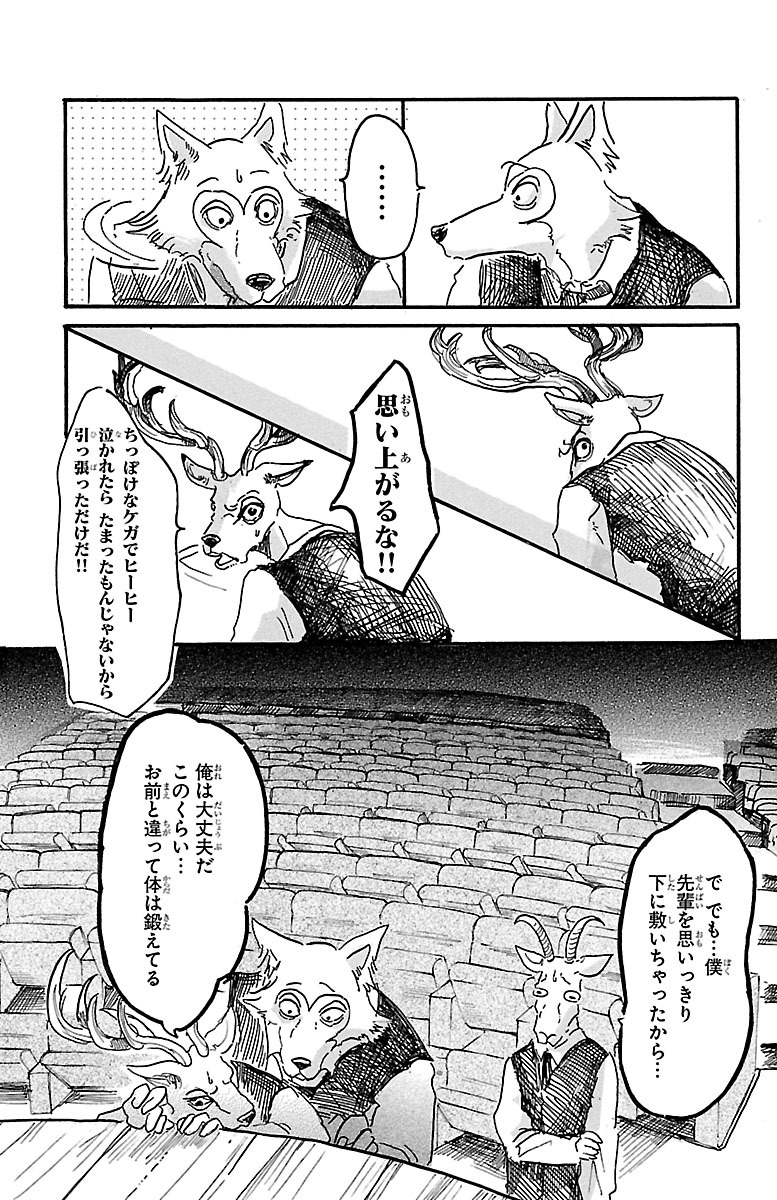 ……
思い上がるな!!
ちっぽけなケガでヒーヒー
泣かれたら たまったもんじゃないから
引っ張っただけだ!!
で でも…僕
先輩を思いっきり
下に敷いちゃったから…
俺は大丈夫だ
このくらい…
お前と違って体は鍛えてる